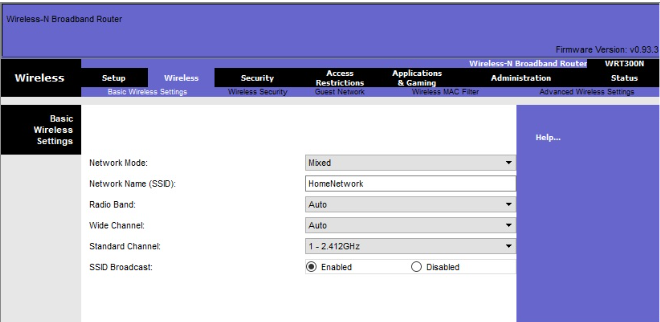 Wireless-N Broadband Router
Firmware Version: v0.93.3
Wireless-N Broadband Router WRT300N
Wireless
Setup Wireless Security Access Restrictions Applications & Gaming Administration Status
Basic Wireless Settings Wireless Security Guest Network Wireless MAC Filter Advanced Wireless Settings
Basic
Wireless
Settings
Help...
Network Mode: Mixed
Network Name (SSID): HomeNetwork
Radio Band: Auto
Wide Channel: Auto
Standard Channel: 1 - 2.412GHz
SSID Broadcast: Enabled Disabled